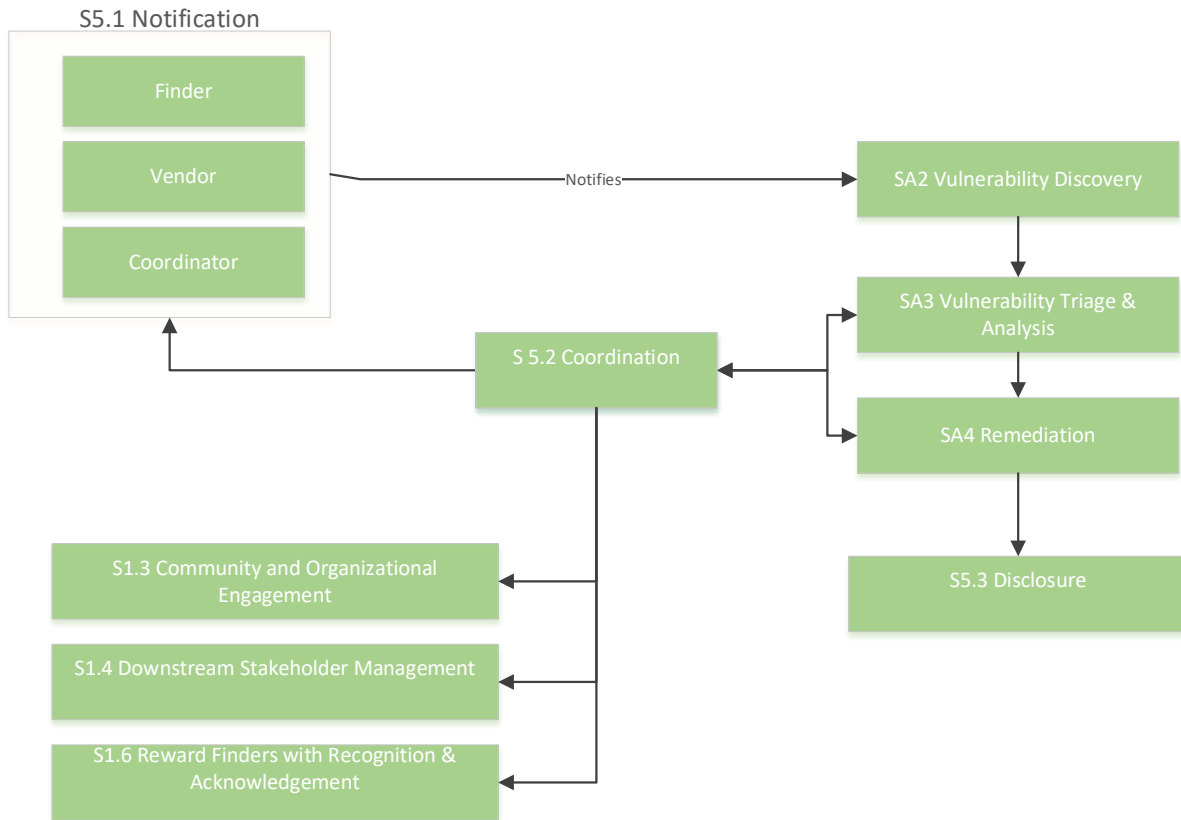 S5.1 Notification
Finder
Vendor
Coordinator
Notifies
SA2 Vulnerability Discovery
SA3 Vulnerability Triage &
Analysis
S 5.2 Coordination
SA4 Remediation
S1.3 Community and Organizational
Engagement
S5.3 Disclosure
S1.4 Downstream Stakeholder Management
S1.6 Reward Finders with Recognition &
Acknowledgement